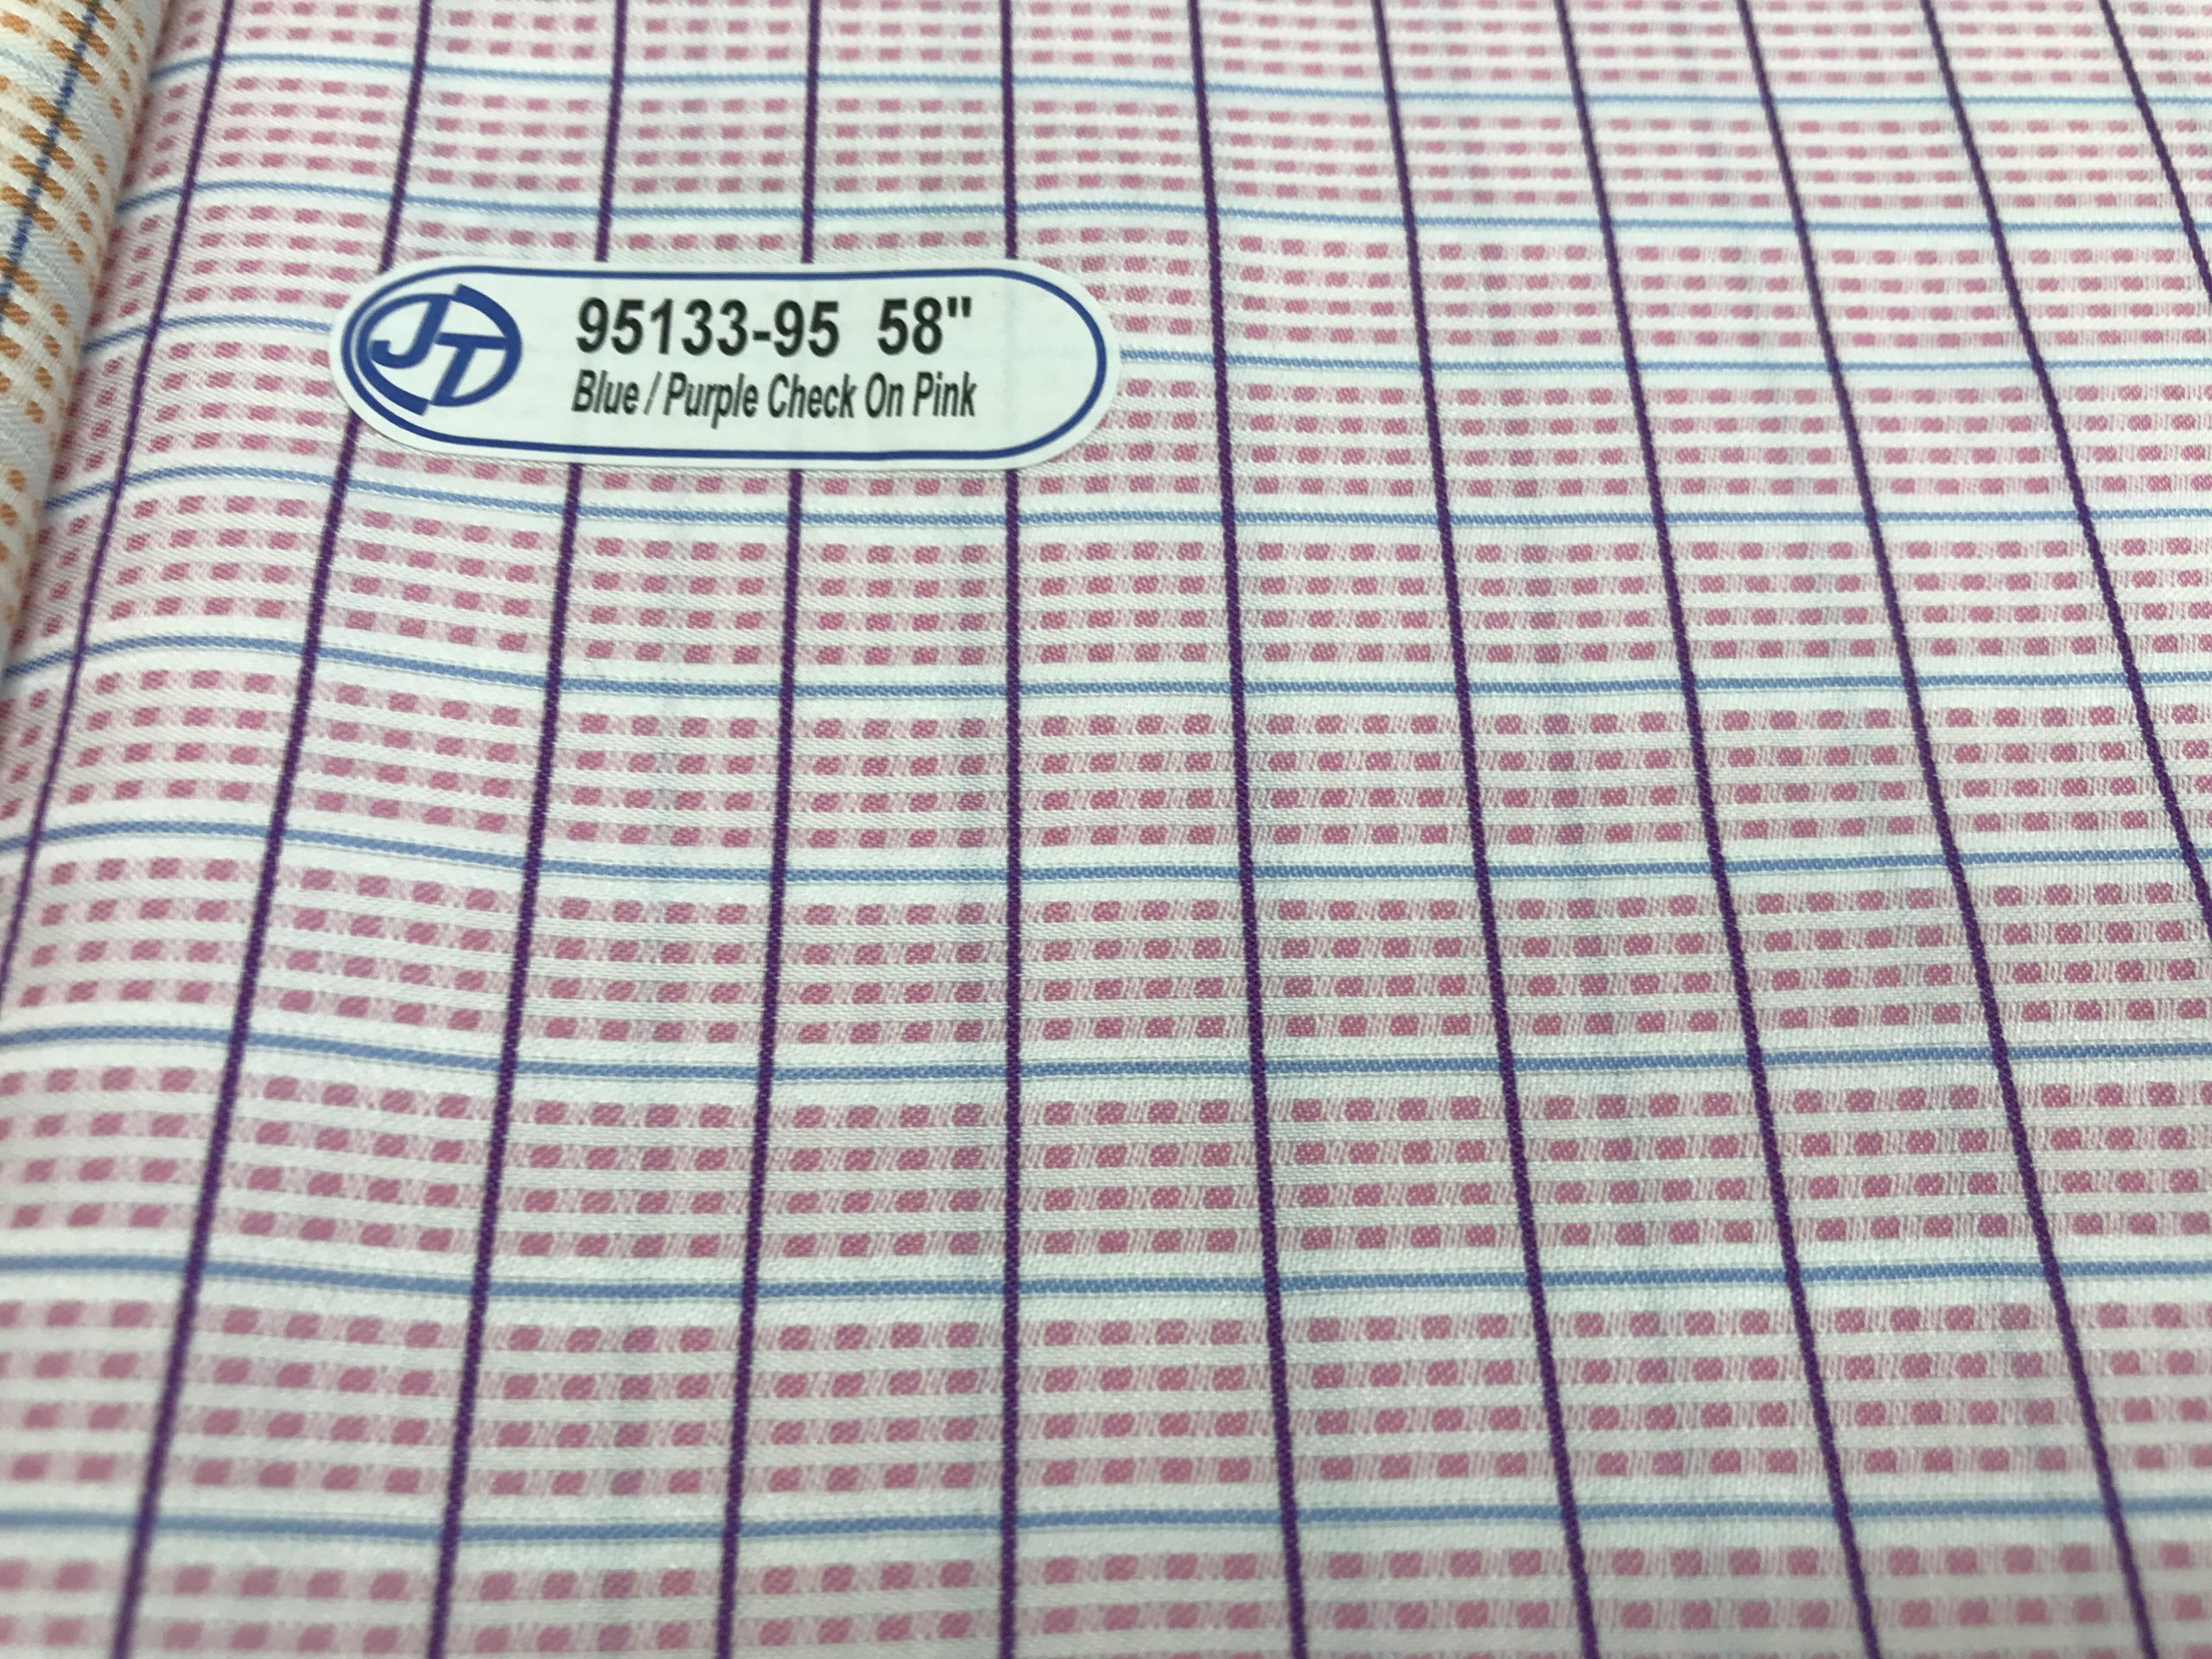 JT
95133-95 58"
Blue / Purple Check On Pink